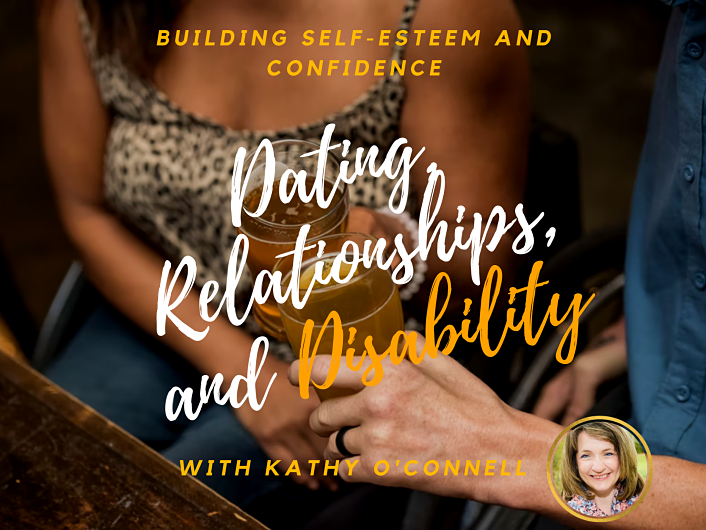 BUILDING SELF-ESTEEM AND
CONFIDENCE
Dating,
Relationships,
and Disability
WITH KATHY O'CONNELL